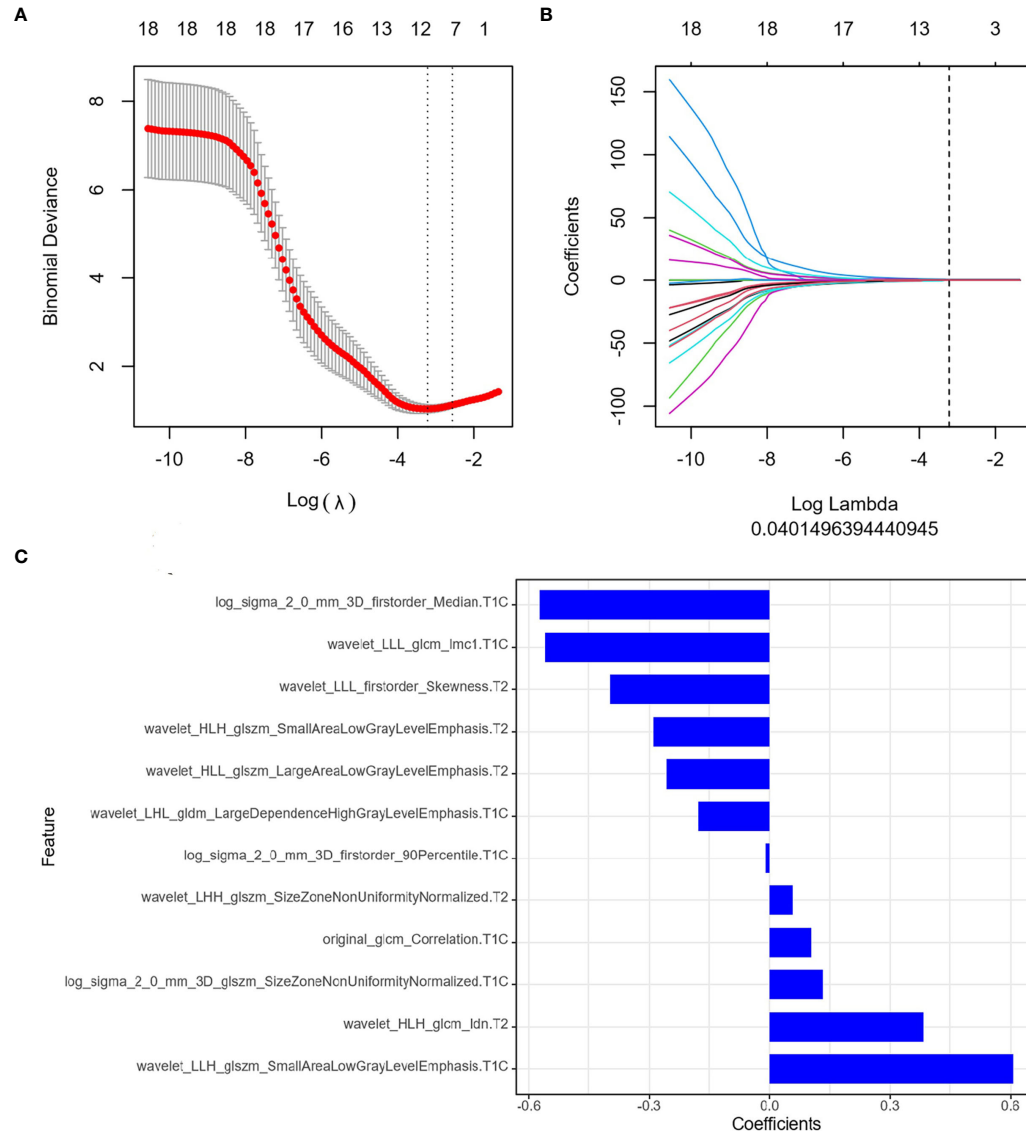 A
18 18 18 18 17 16 13 12 7 1
Binomial Deviance
8
6
4
2
-10 -8 -6 -4 -2
Log (λ)
B
18 18 17 13 3
Coefficients
150
100
50
0
-50
-100
-10 -8 -6 -4 -2
Log Lambda
0.0401496394440945
C
Feature
log_sigma_2_0_mm_3D_firstorder_Median.T1C
wavelet_LLL_glcm_Imc1.T1C
wavelet_LLL_firstorder_Skewness.T2
wavelet_HLH_glszm_SmallAreaLowGrayLevelEmphasis.T2
wavelet_HLL_glszm_LargeAreaLowGrayLevelEmphasis.T2
wavelet_LHL_gldm_LargeDependenceHighGrayLevelEmphasis.T1C
log_sigma_2_0_mm_3D_firstorder_90Percentile.T1C
wavelet_LHH_glszm_SizeZoneNonUniformityNormalized.T2
original_glcm_Correlation.T1C
log_sigma_2_0_mm_3D_glszm_SizeZoneNonUniformityNormalized.T1C
wavelet_HLH_glcm_Idn.T2
wavelet_LLH_glszm_SmallAreaLowGrayLevelEmphasis.T1C
-0.6 -0.3 0.0 0.3 0.6
Coefficients